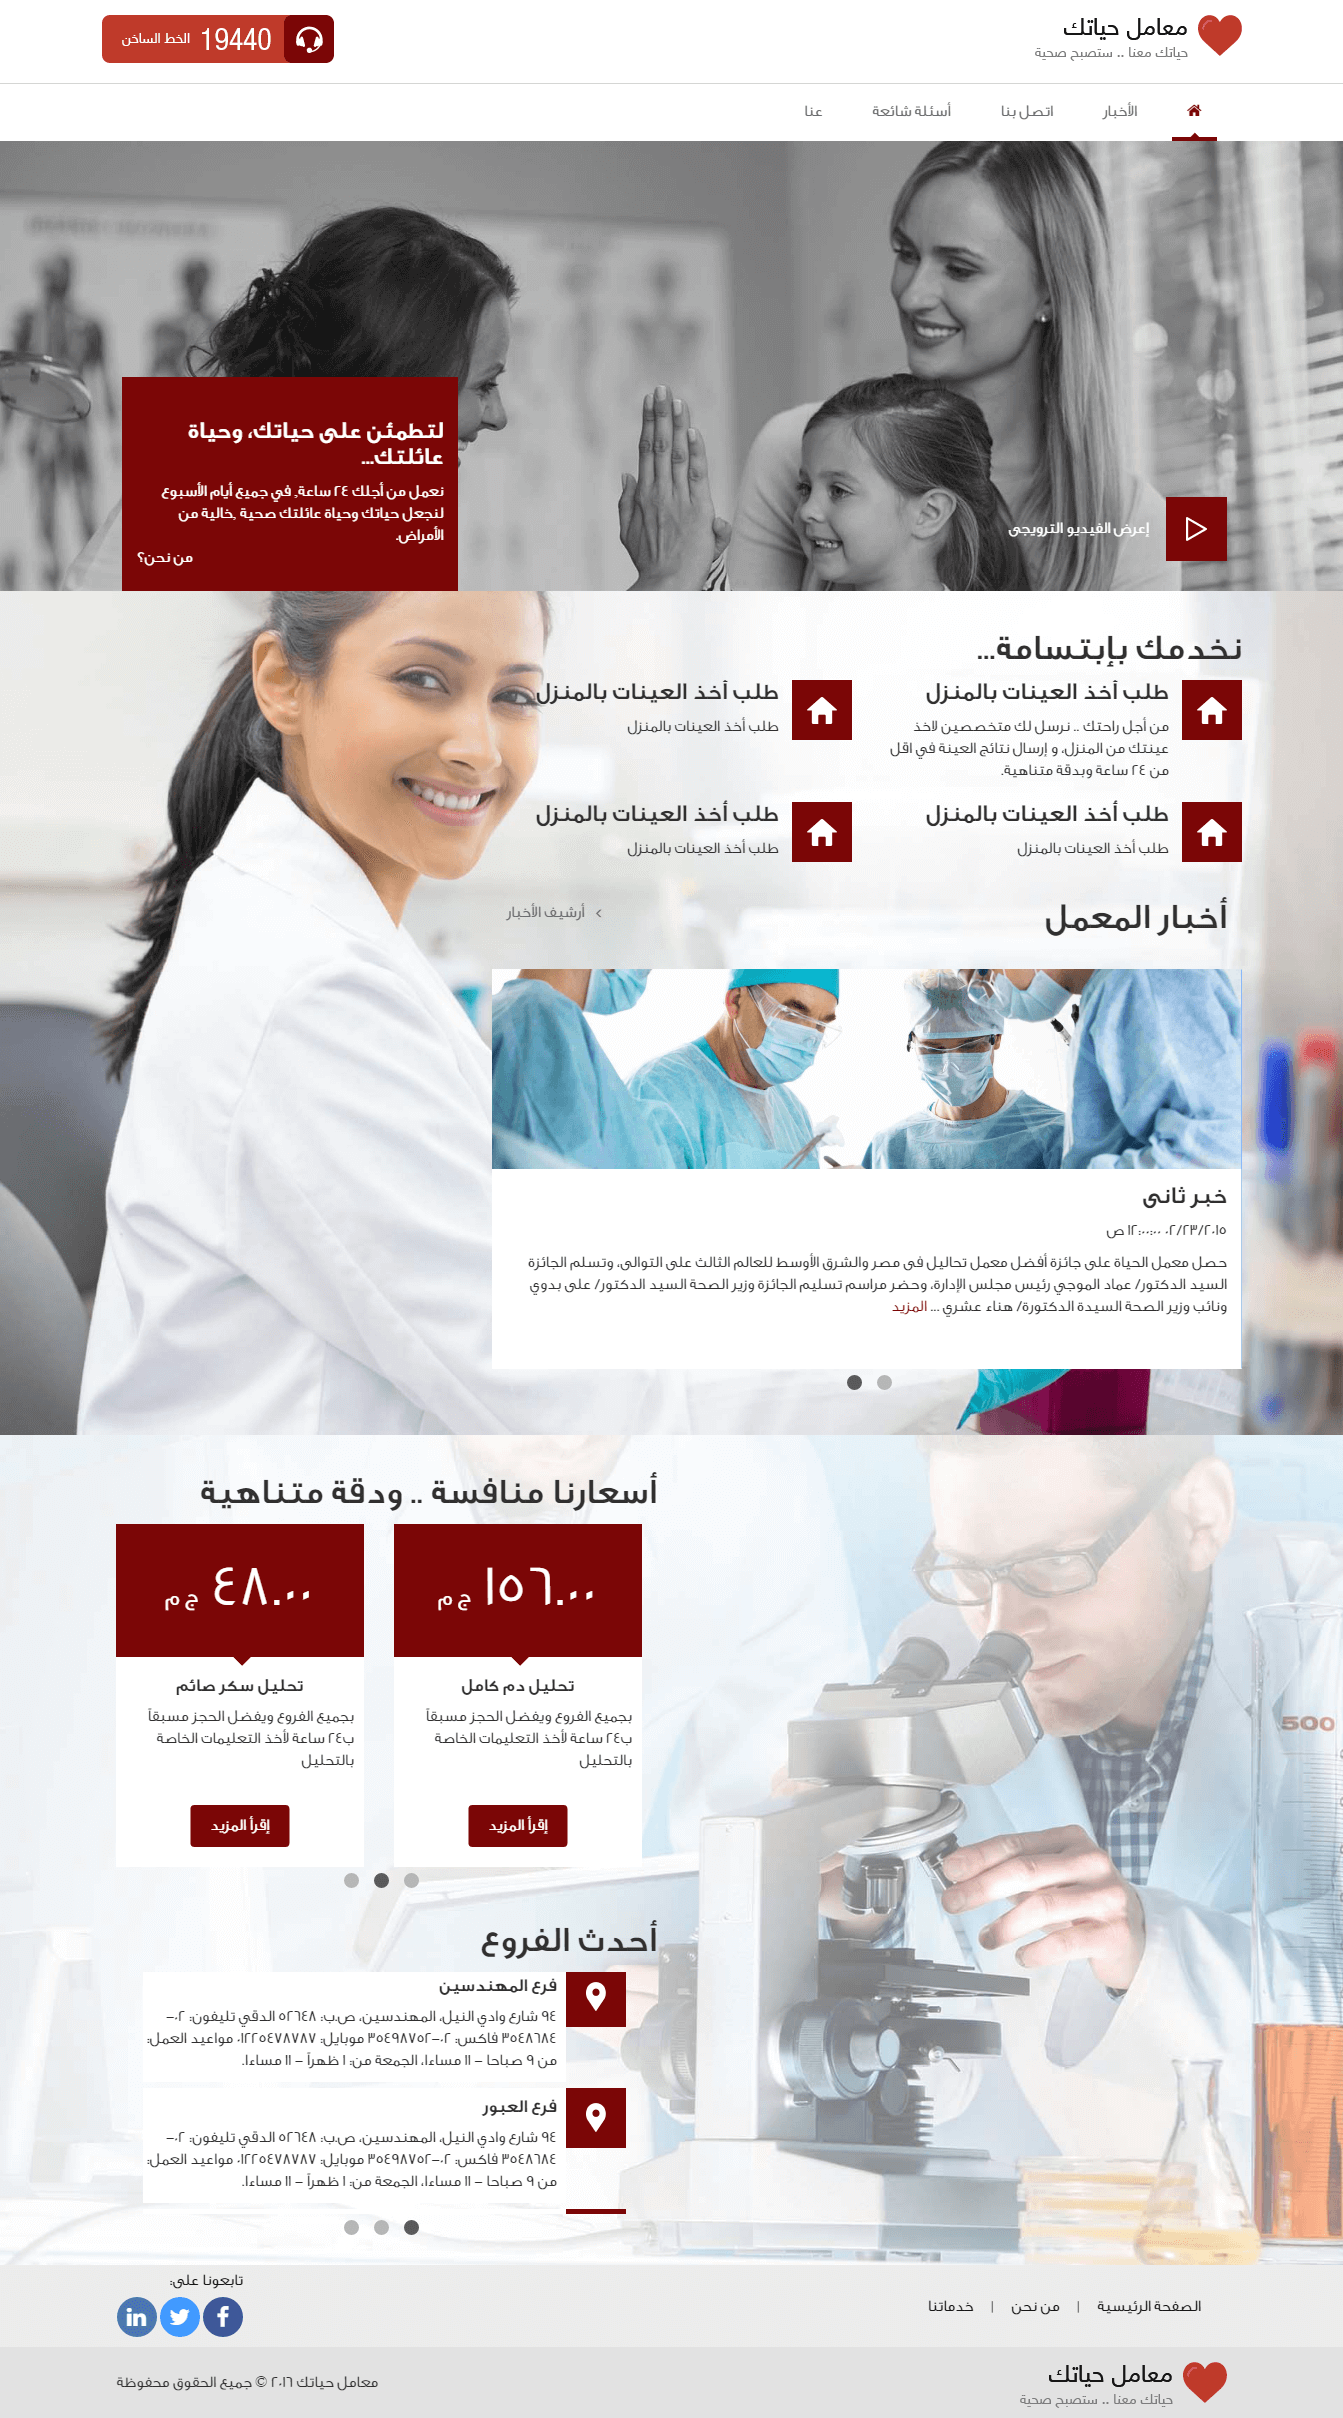 معامل حياتك
حياتك معنا .. ستصبح صحية
19440 الخط الساخن
الأخبار
اتصل بنا
أسئلة شائعة
عنا
لتطمئن على حياتك، وحياة
عائلتك...
نعمل من أجلك ٢٤ ساعة, في جميع أيام الأسبوع
لنجعل حياتك وحياة عائلتك صحية ,خالية من
الأمراض.
من نحن؟
إعرض الفيديو الترويجى
نخدمك بإبتسامة...
طلب أخذ العينات بالمنزل
من أجل راحتك .. نرسل لك متخصصين لاخذ
عينتك من المنزل، و إرسال نتائج العينة في اقل
من ٢٤ ساعة وبدقة متناهية.
طلب أخذ العينات بالمنزل
طلب أخذ العينات بالمنزل
طلب أخذ العينات بالمنزل
طلب أخذ العينات بالمنزل
طلب أخذ العينات بالمنزل
طلب أخذ العينات بالمنزل
أخبار المعمل
أرشيف الأخبار
خبر ثانى
٠٢/٢٣/٢٠١٥ ١٢:٠٠:٠٠ ص
حصل معمل الحياة على جائزة أفضل معمل تحاليل فى مصر والشرق الأوسط للعالم الثالث على التوالى، وتسلم الجائزة
السيد الدكتور/ عماد الموجي رئيس مجلس الإدارة، وحضر مراسم تسليم الجائزة وزير الصحة السيد الدكتور/ على بدوي
ونائب وزير الصحة السيدة الدكتورة/ هناء عشري ... المزيد
أسعارنا منافسة .. ودقة متناهية
١٥٦.٠٠ ج م
تحليل دم كامل
بجميع الفروع ويفضل الحجز مسبقاً
ب٢٤ ساعة لأخذ التعليمات الخاصة
بالتحليل
إقرأ المزيد
٤٨.٠٠ ج م
تحليل سكر صائم
بجميع الفروع ويفضل الحجز مسبقاً
ب٢٤ ساعة لأخذ التعليمات الخاصة
بالتحليل
إقرأ المزيد
500
أحدث الفروع
فرع المهندسين
٩٤ شارع وادي النيل، المهندسين، ص.ب: ٥٢٦٤٨ الدقي تليفون: ٠٢-
٣٥٤٨٦٨٤ فاكس: ٠٢-٣٥٤٩٨٧٥٢ موبايل: ٠١٢٢٥٤٧٨٧٨٧ مواعيد العمل:
من ٩ صباحا - ١١ مساءا، الجمعة من: ١ ظهراً - ١١ مساءا.
فرع العبور
٩٤ شارع وادي النيل، المهندسين، ص.ب: ٥٢٦٤٨ الدقي تليفون: ٠٢-
٣٥٤٨٦٨٤ فاكس: ٠٢-٣٥٤٩٨٧٥٢ موبايل: ٠١٢٢٥٤٧٨٧٨٧ مواعيد العمل:
من ٩ صباحا - ١١ مساءا، الجمعة من: ١ ظهراً - ١١ مساءا.
الصفحة الرئيسية | من نحن | خدماتنا
تابعونا على:
معامل حياتك
حياتك معنا .. ستصبح صحية
معامل حياتك ٢٠١٦ © جميع الحقوق محفوظة